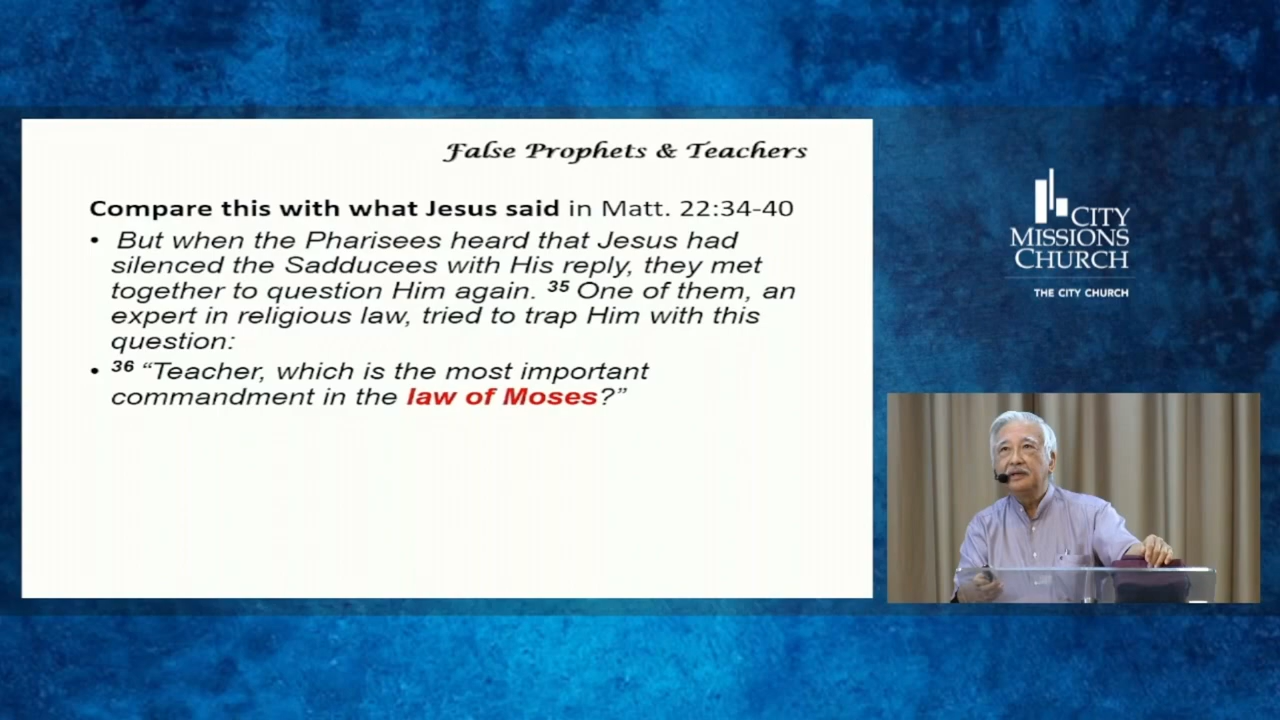 False Prophets & Teachers
Compare this with what Jesus said in Matt. 22:34-40
• But when the Pharisees heard that Jesus had
silenced the Sadducees with His reply, they met
together to question Him again. 35 One of them, an
expert in religious law, tried to trap Him with this
question:
• 36 “Teacher, which is the most important
commandment in the law of Moses?”
CITY
MISSIONS
CHURCH
THE CITY CHURCH